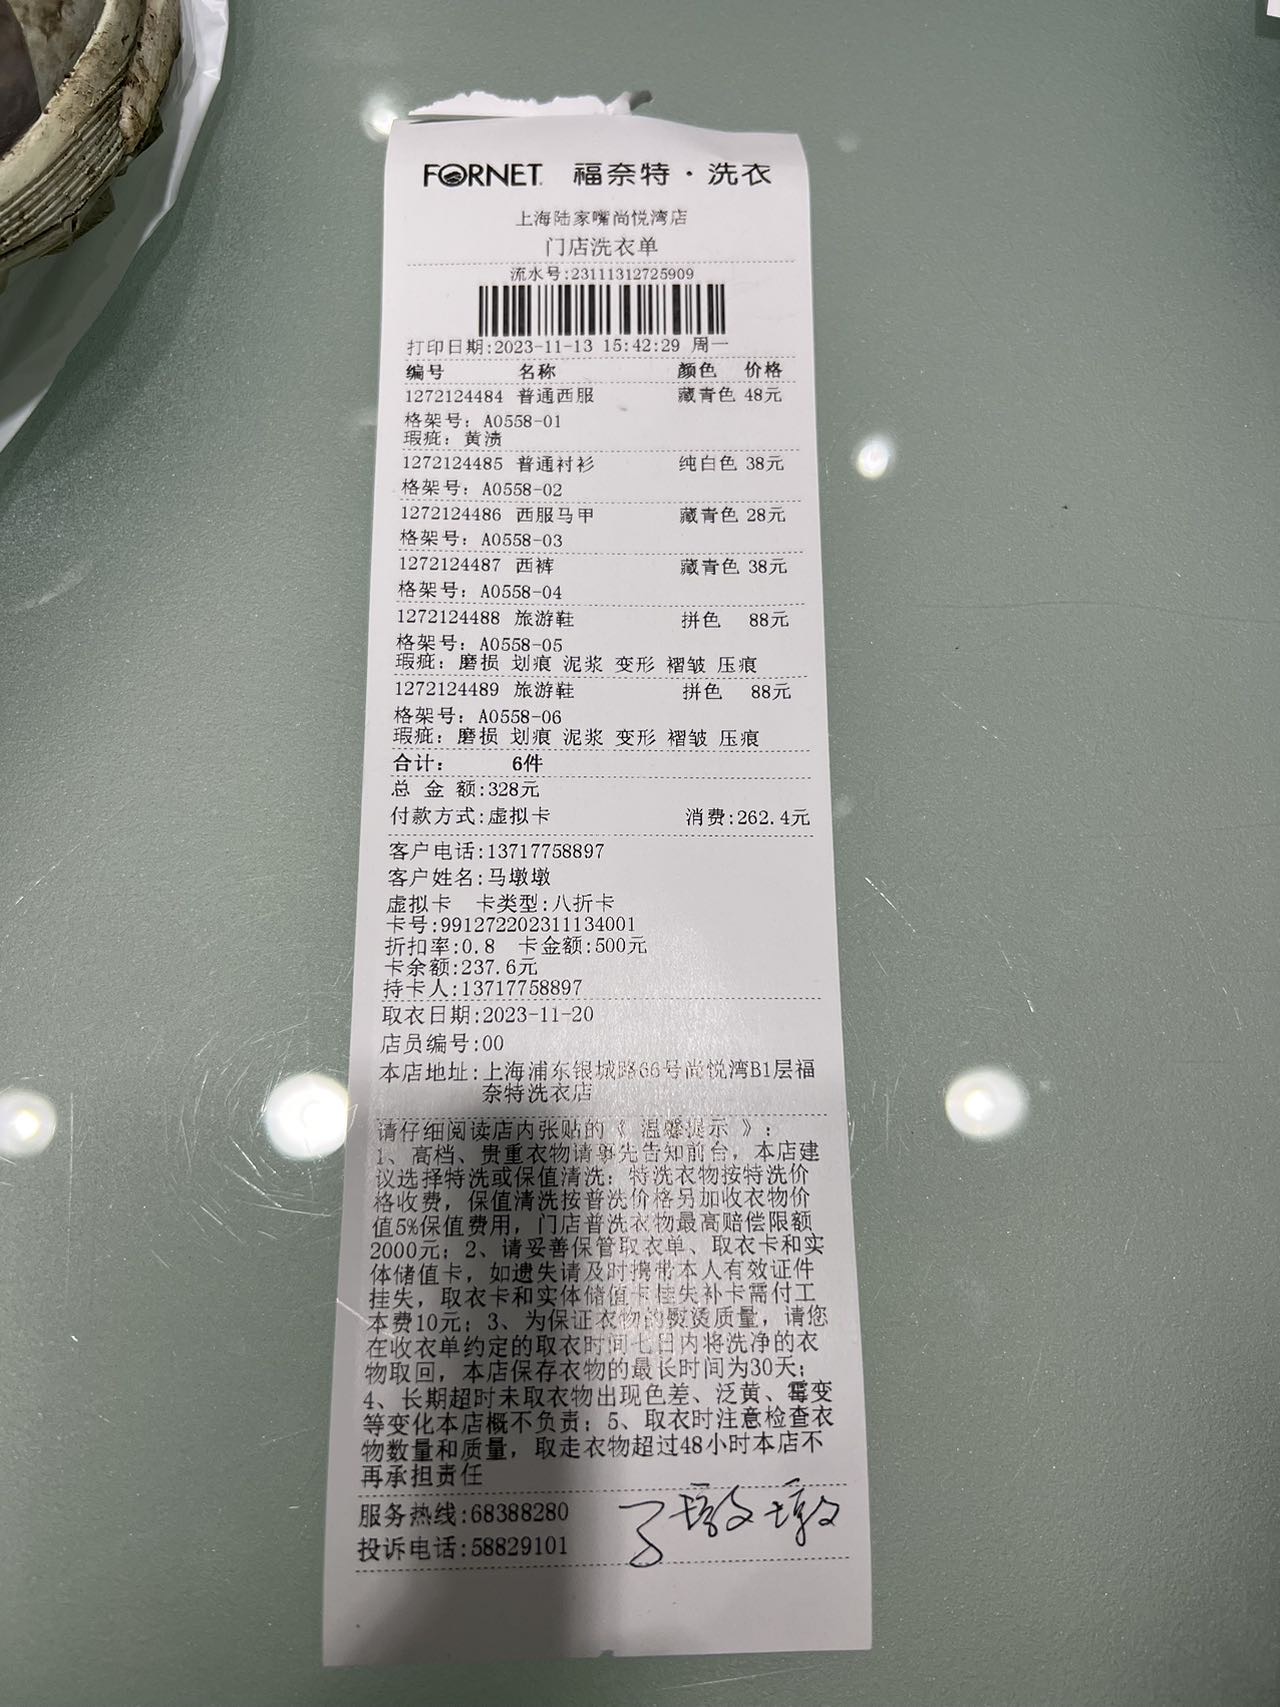 FORNET 福奈特·洗衣
上海陆家嘴尚悦湾店
门店洗衣单
流水号:23111312725909
打印日期:2023-11-13 15:42:29 周一
编号 名称 颜色 价格
1272124484 普通西服 藏青色 48元
格架号: A0558-01
瑕疵: 黄渍
1272124485 普通衬衫 纯白色 38元
格架号: A0558-02
1272124486 西服马甲 藏青色 28元
格架号: A0558-03
1272124487 西裤 藏青色 38元
格架号: A0558-04
1272124488 旅游鞋 拼色 88元
格架号: A0558-05
瑕疵: 磨损 划痕 泥浆 变形 褶皱 压痕
1272124489 旅游鞋 拼色 88元
格架号: A0558-06
瑕疵: 磨损 划痕 泥浆 变形 褶皱 压痕
合计: 6件
总 金 额:328元
付款方式:虚拟卡 消费:262.4元
客户电话:13717758897
客户姓名:马墩墩
虚拟卡 卡类型:八折卡
卡号:991272202311134001
折扣率:0.8 卡金额:500元
卡余额:237.6元
持卡人:13717758897
取衣日期:2023-11-20
店员编号:00
本店地址:上海浦东银城路66号尚悦湾B1层福
奈特洗衣店
请仔细阅读店内张贴的《 温馨提示 》:
1、高档、贵重衣物请事先告知前台,本店建
议选择特洗或保值清洗;特洗衣物按特洗价
格收费,保值清洗按普洗价格另加收衣物价
值5%保值费用,门店普洗衣物最高赔偿限额
2000元;2、请妥善保管取衣单、取衣卡和实
体储值卡,如遗失请及时携带本人有效证件
挂失,取衣卡和实体储值卡挂失补卡需付工
本费10元;3、为保证衣物的熨烫质量,请您
在收衣单约定的取衣时间七日内将洗净的衣
物取回,本店保存衣物的最长时间为30天;
4、长期超时未取衣物出现色差、泛黄、霉变
等变化本店概不负责;5、取衣时注意检查衣
物数量和质量,取走衣物超过48小时本店不
再承担责任
服务热线:68388280
马墩墩
投诉电话:58829101